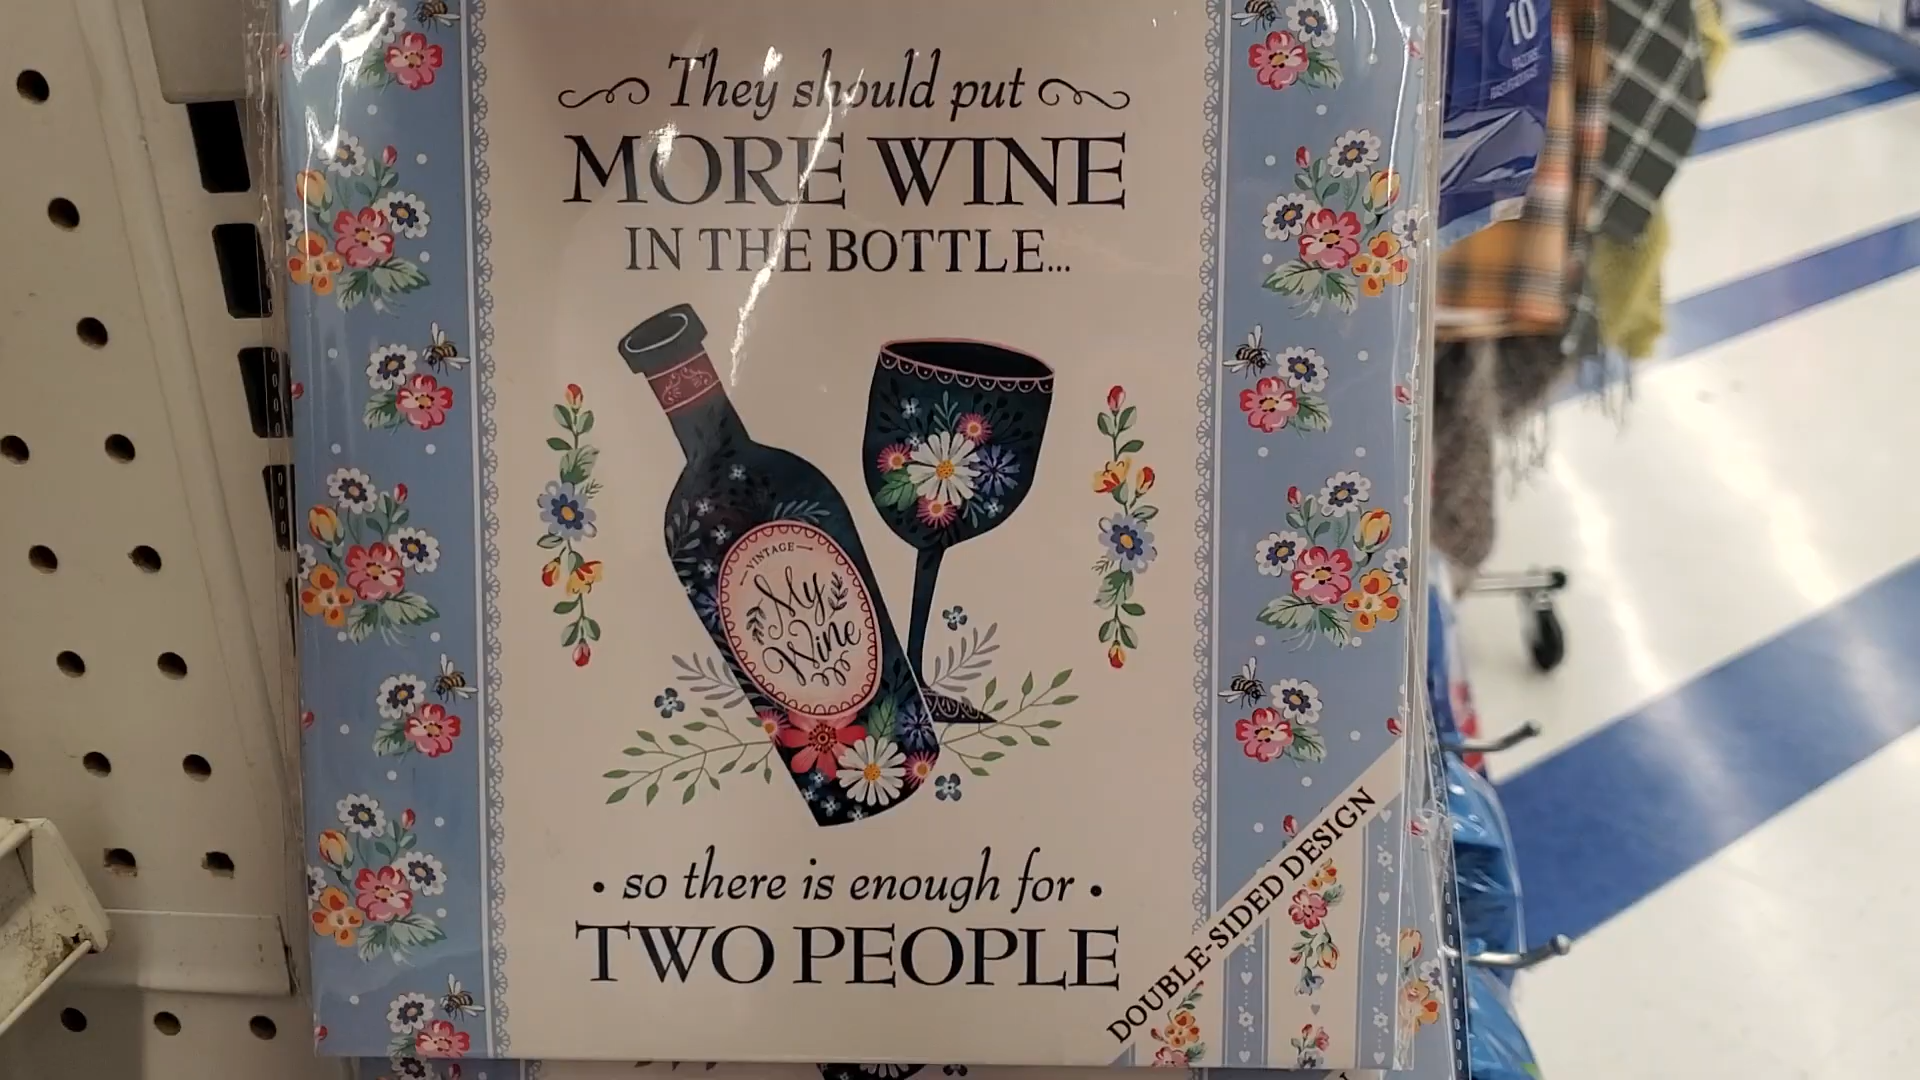 They should put
MORE WINE
IN THE BOTTLE...
VINTAGE
My
Wine
• so there is enough for •
TWO PEOPLE
DOUBLE-SIDED DESIGN
10